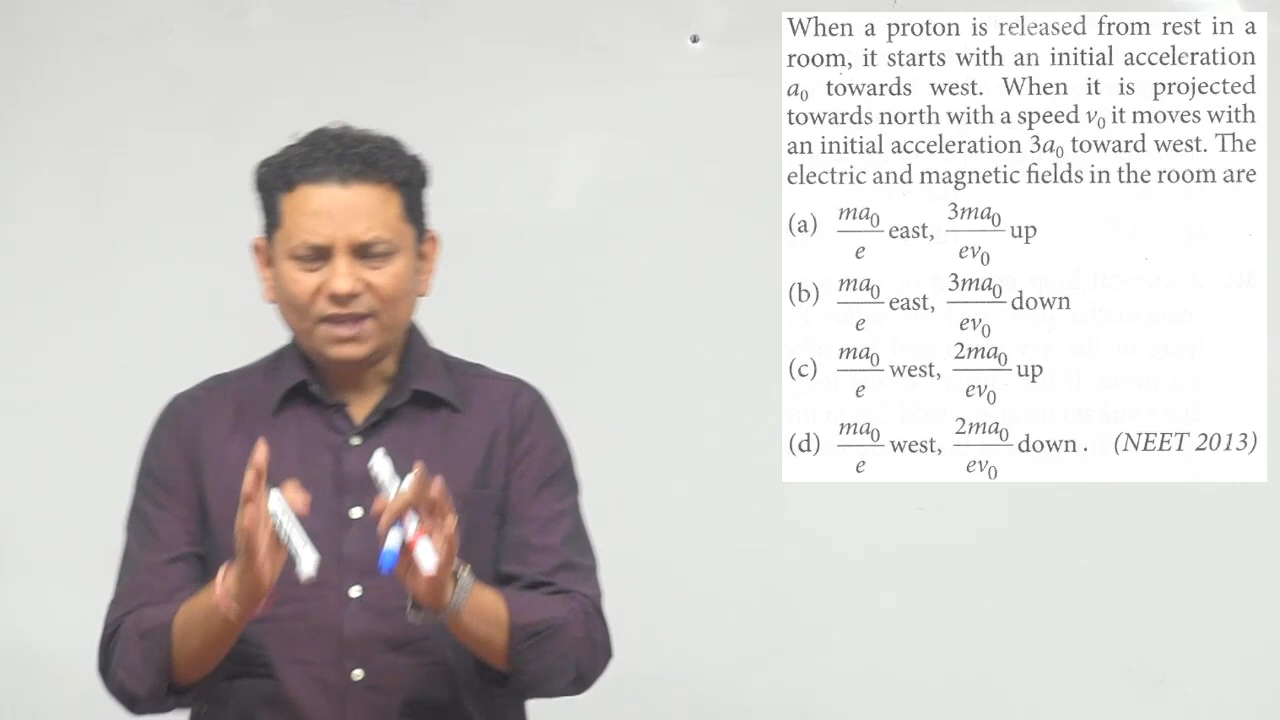 When a proton is released from rest in a
room, it starts with an initial acceleration
a₀ towards west. When it is projected
towards north with a speed v₀ it moves with
an initial acceleration 3a₀ toward west. The
electric and magnetic fields in the room are
(a) ma₀/e east, 3ma₀/ev₀ up
(b) ma₀/e east, 3ma₀/ev₀ down
(c) ma₀/e west, 2ma₀/ev₀ up
(d) ma₀/e west, 2ma₀/ev₀ down . (NEET 2013)